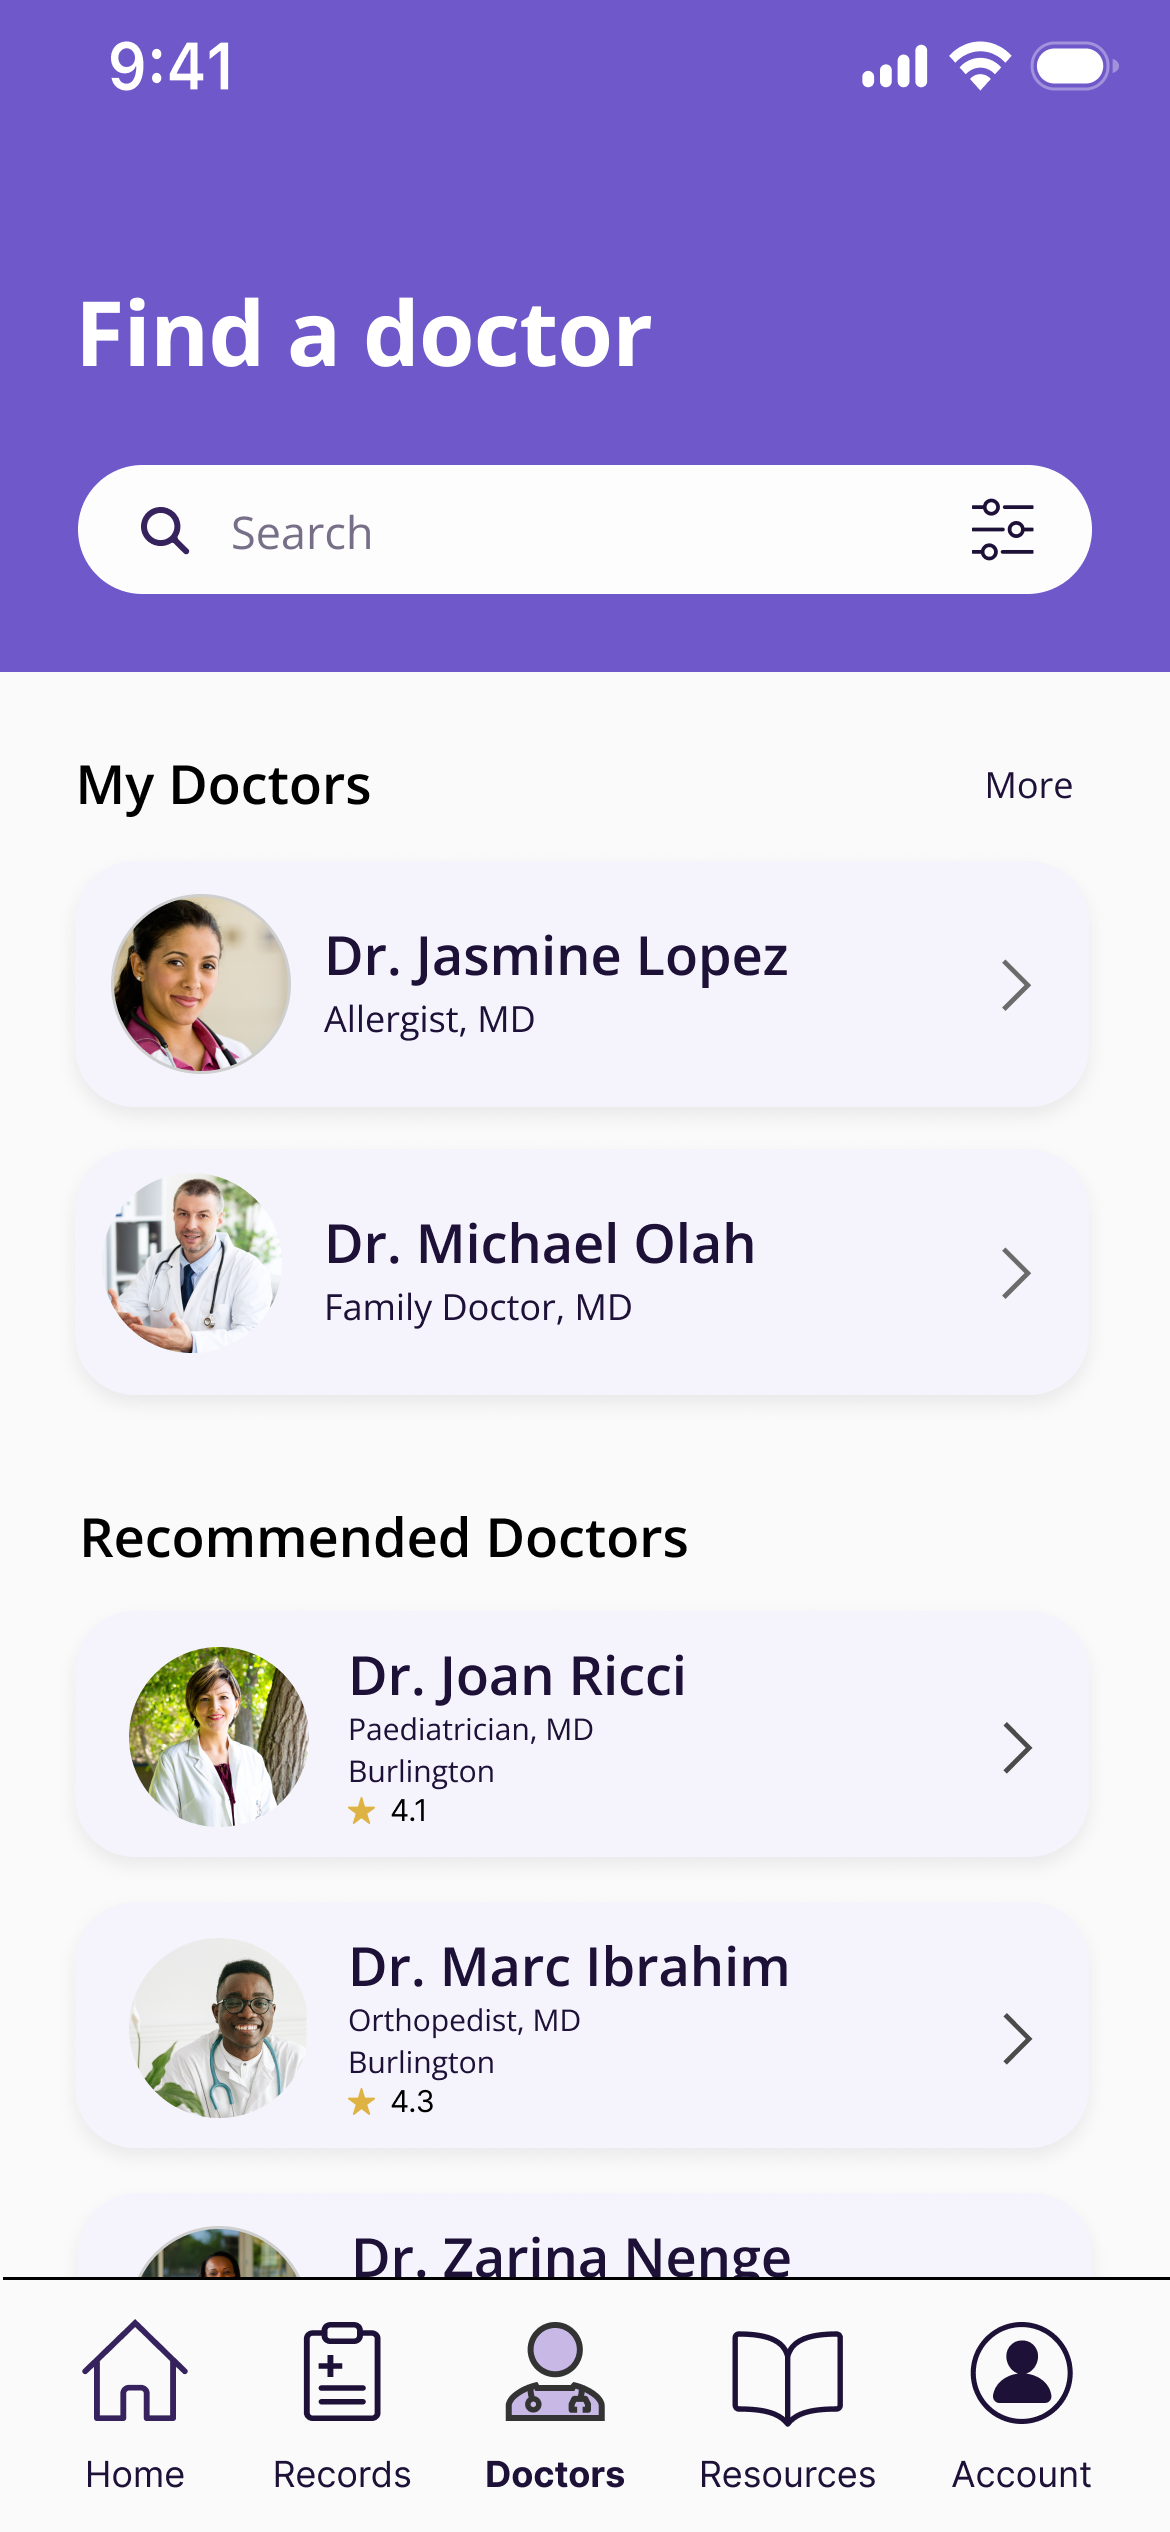 9:41
Find a doctor
Search
My Doctors
More
Dr. Jasmine Lopez
Allergist, MD
Dr. Michael Olah
Family Doctor, MD
Recommended Doctors
Dr. Joan Ricci
Paediatrician, MD
Burlington
4.1
Dr. Marc Ibrahim
Orthopedist, MD
Burlington
4.3
Dr. Zarina Nenge
Home
Records
Doctors
Resources
Account